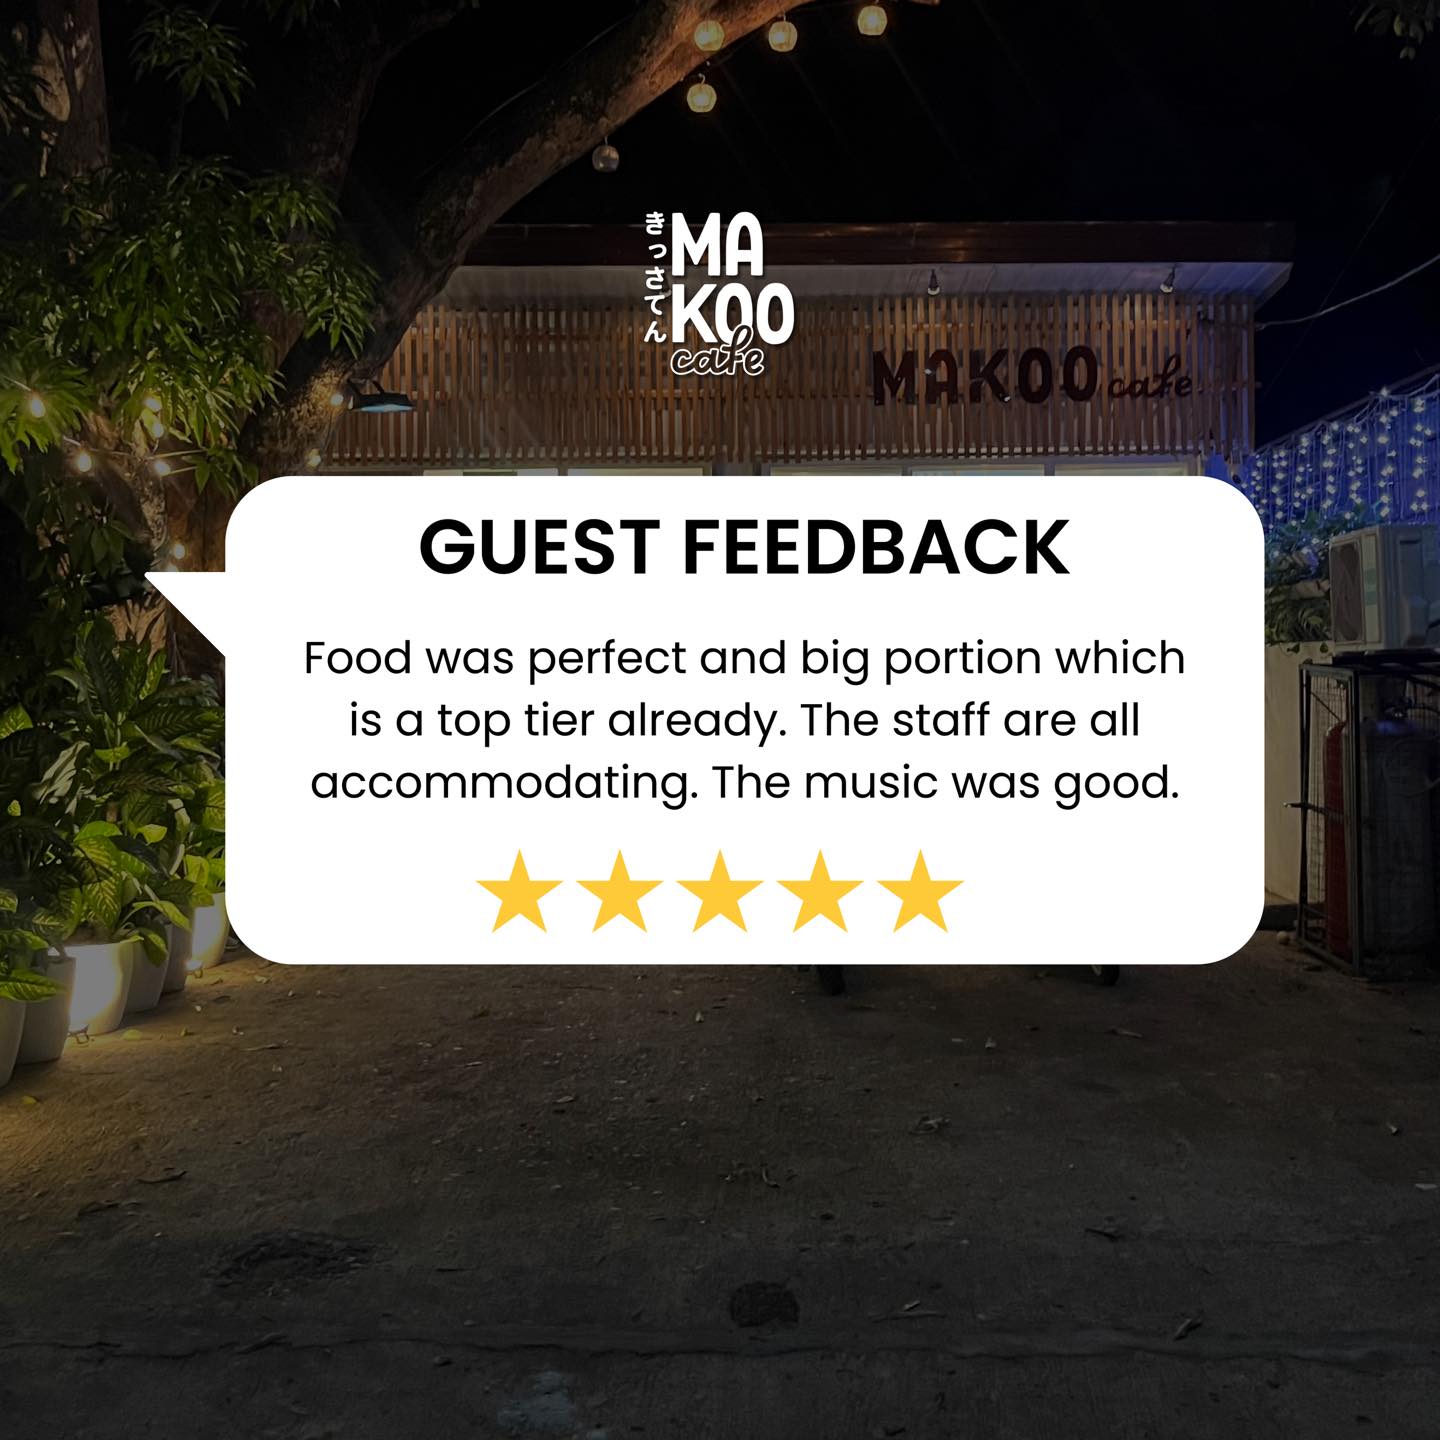 きっさてん
MA
KOO
cafe
MAKOO cafe
GUEST FEEDBACK
Food was perfect and big portion which
is a top tier already. The staff are all
accommodating. The music was good.